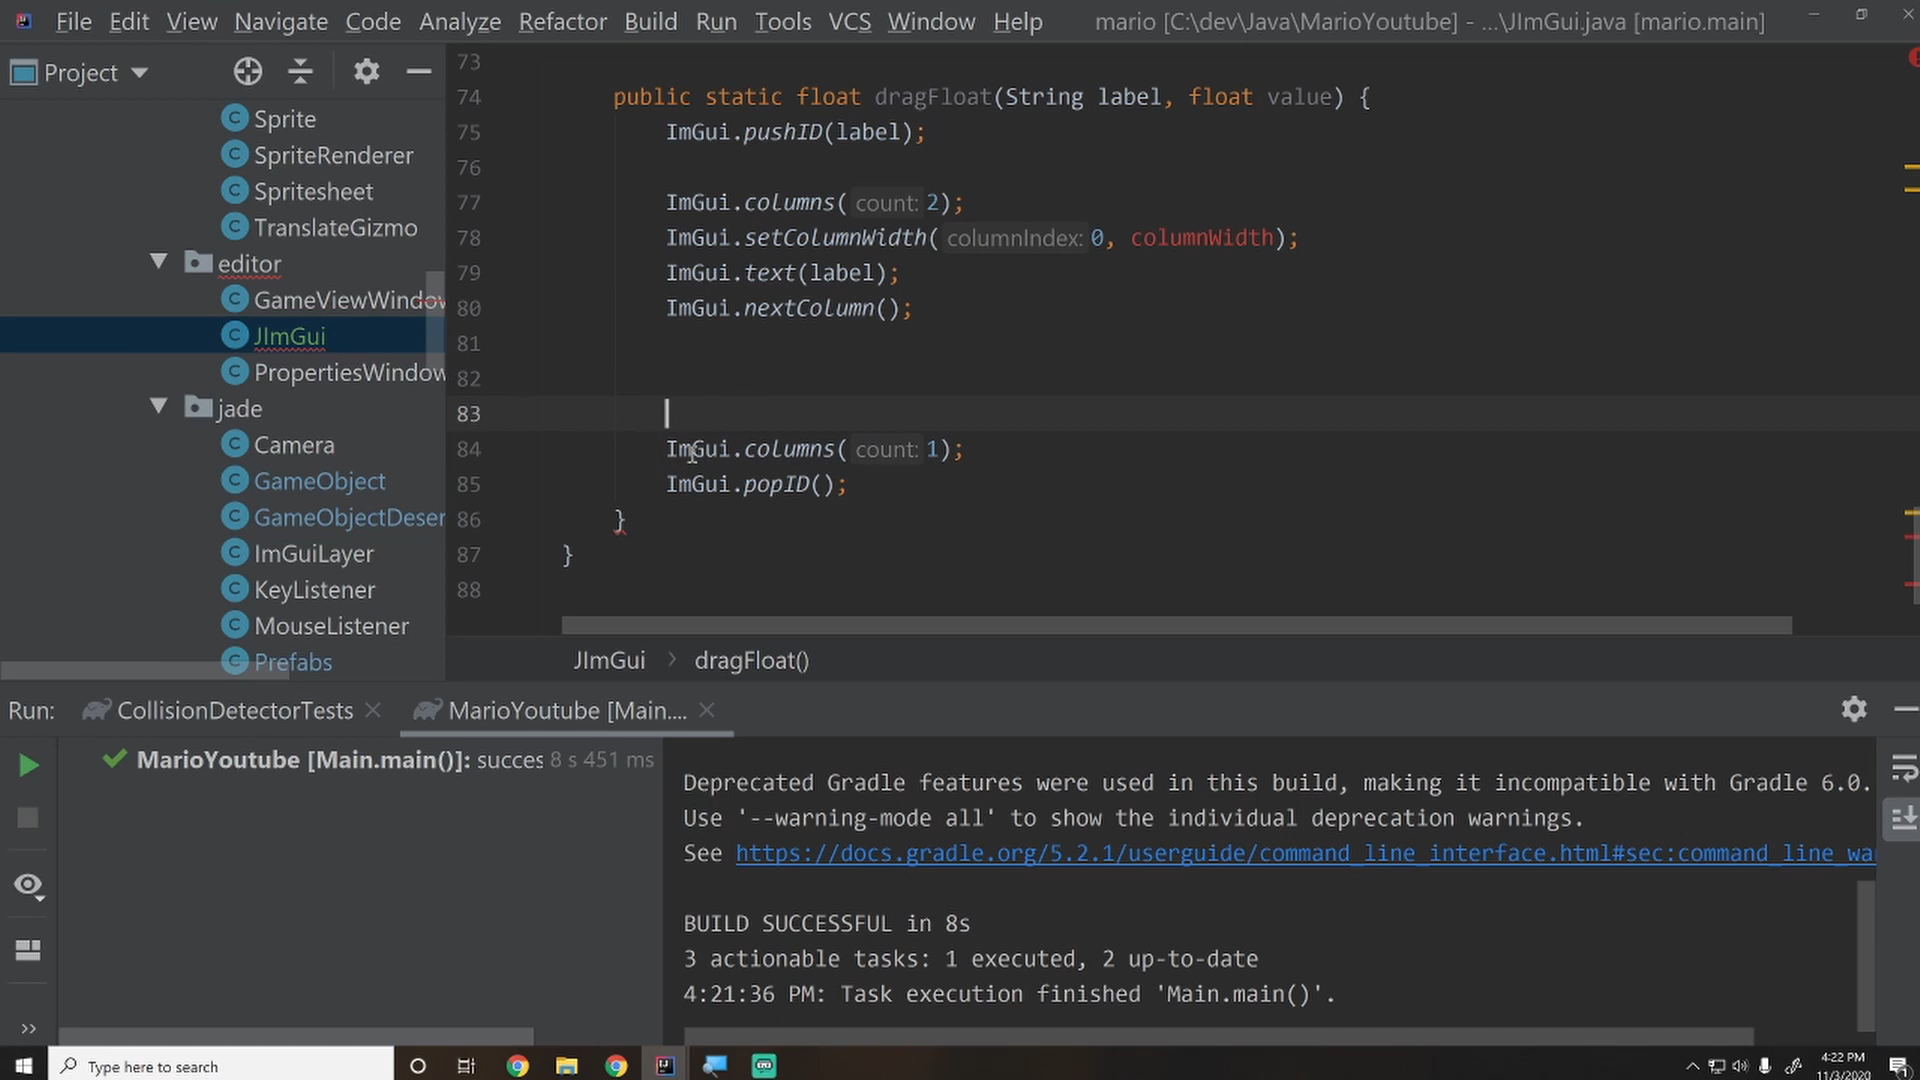 File Edit View Navigate Code Analyze Refactor Build Run Tools VCS Window Help mario [C:\dev\Java\MarioYoutube] - ...\JImGui.java [mario.main]
Project
Sprite
SpriteRenderer
Spritesheet
TranslateGizmo
editor
GameViewWindow
JImGui
PropertiesWindow
jade
Camera
GameObject
GameObjectDeser
ImGuiLayer
KeyListener
MouseListener
Prefabs
73
74 public static float dragFloat(String label, float value) {
75 ImGui.pushID(label);
76
77 ImGui.columns( count: 2);
78 ImGui.setColumnWidth( columnIndex: 0, columnWidth);
79 ImGui.text(label);
80 ImGui.nextColumn();
81
82
83
84 ImGui.columns( count: 1);
85 ImGui.popID();
86 }
87 }
88
JImGui > dragFloat()
Run: CollisionDetectorTests MarioYoutube [Main....
MarioYoutube [Main.main()]: succes 8 s 451 ms
Deprecated Gradle features were used in this build, making it incompatible with Gradle 6.0.
Use '--warning-mode all' to show the individual deprecation warnings.
See https://docs.gradle.org/5.2.1/userguide/command_line_interface.html#sec:command_line_wa
BUILD SUCCESSFUL in 8s
3 actionable tasks: 1 executed, 2 up-to-date
4:21:36 PM: Task execution finished 'Main.main()'.
Type here to search
4:22 PM
11/3/2020